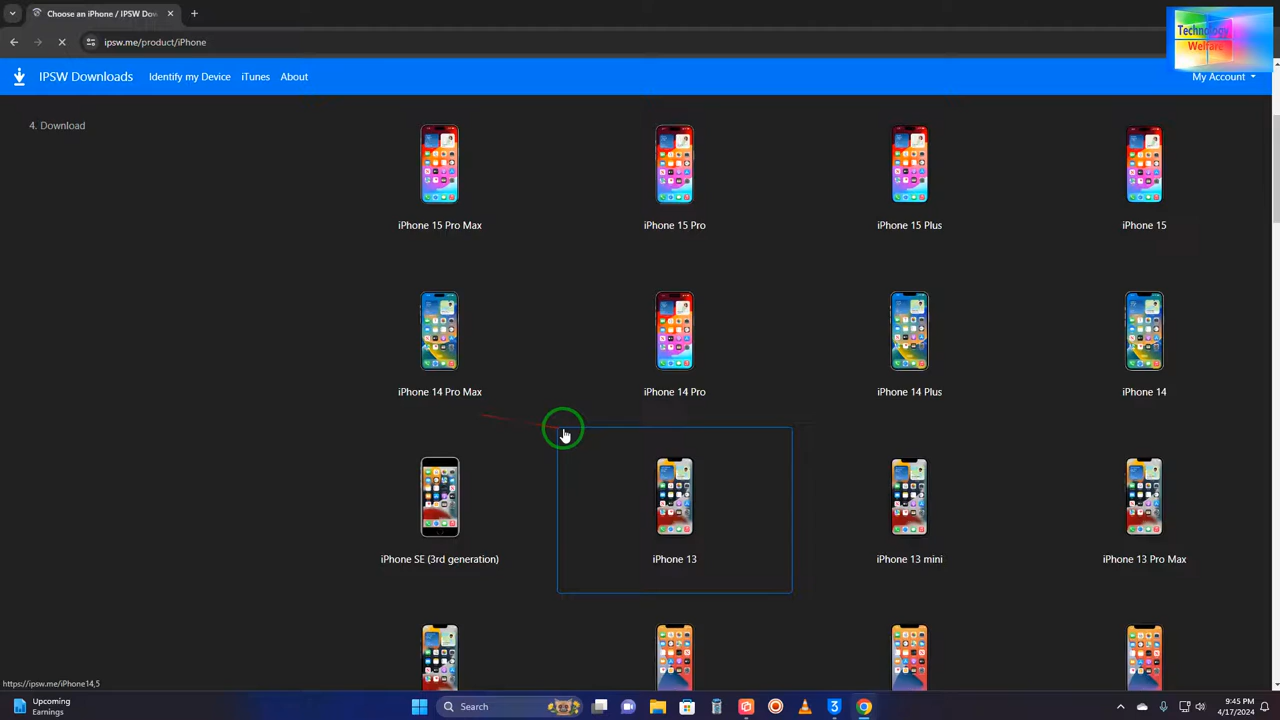 Choose an iPhone / IPSW Dow
ipsw.me/product/iPhone
Technology
Welfare
IPSW Downloads
Identify my Device
iTunes
About
My Account
4. Download
iPhone 15 Pro Max
iPhone 15 Pro
iPhone 15 Plus
iPhone 15
iPhone 14 Pro Max
iPhone 14 Pro
iPhone 14 Plus
iPhone 14
iPhone SE (3rd generation)
iPhone 13
iPhone 13 mini
iPhone 13 Pro Max
https://ipsw.me/iPhone14,5
Upcoming
Earnings
Search
9:45 PM
4/17/2024